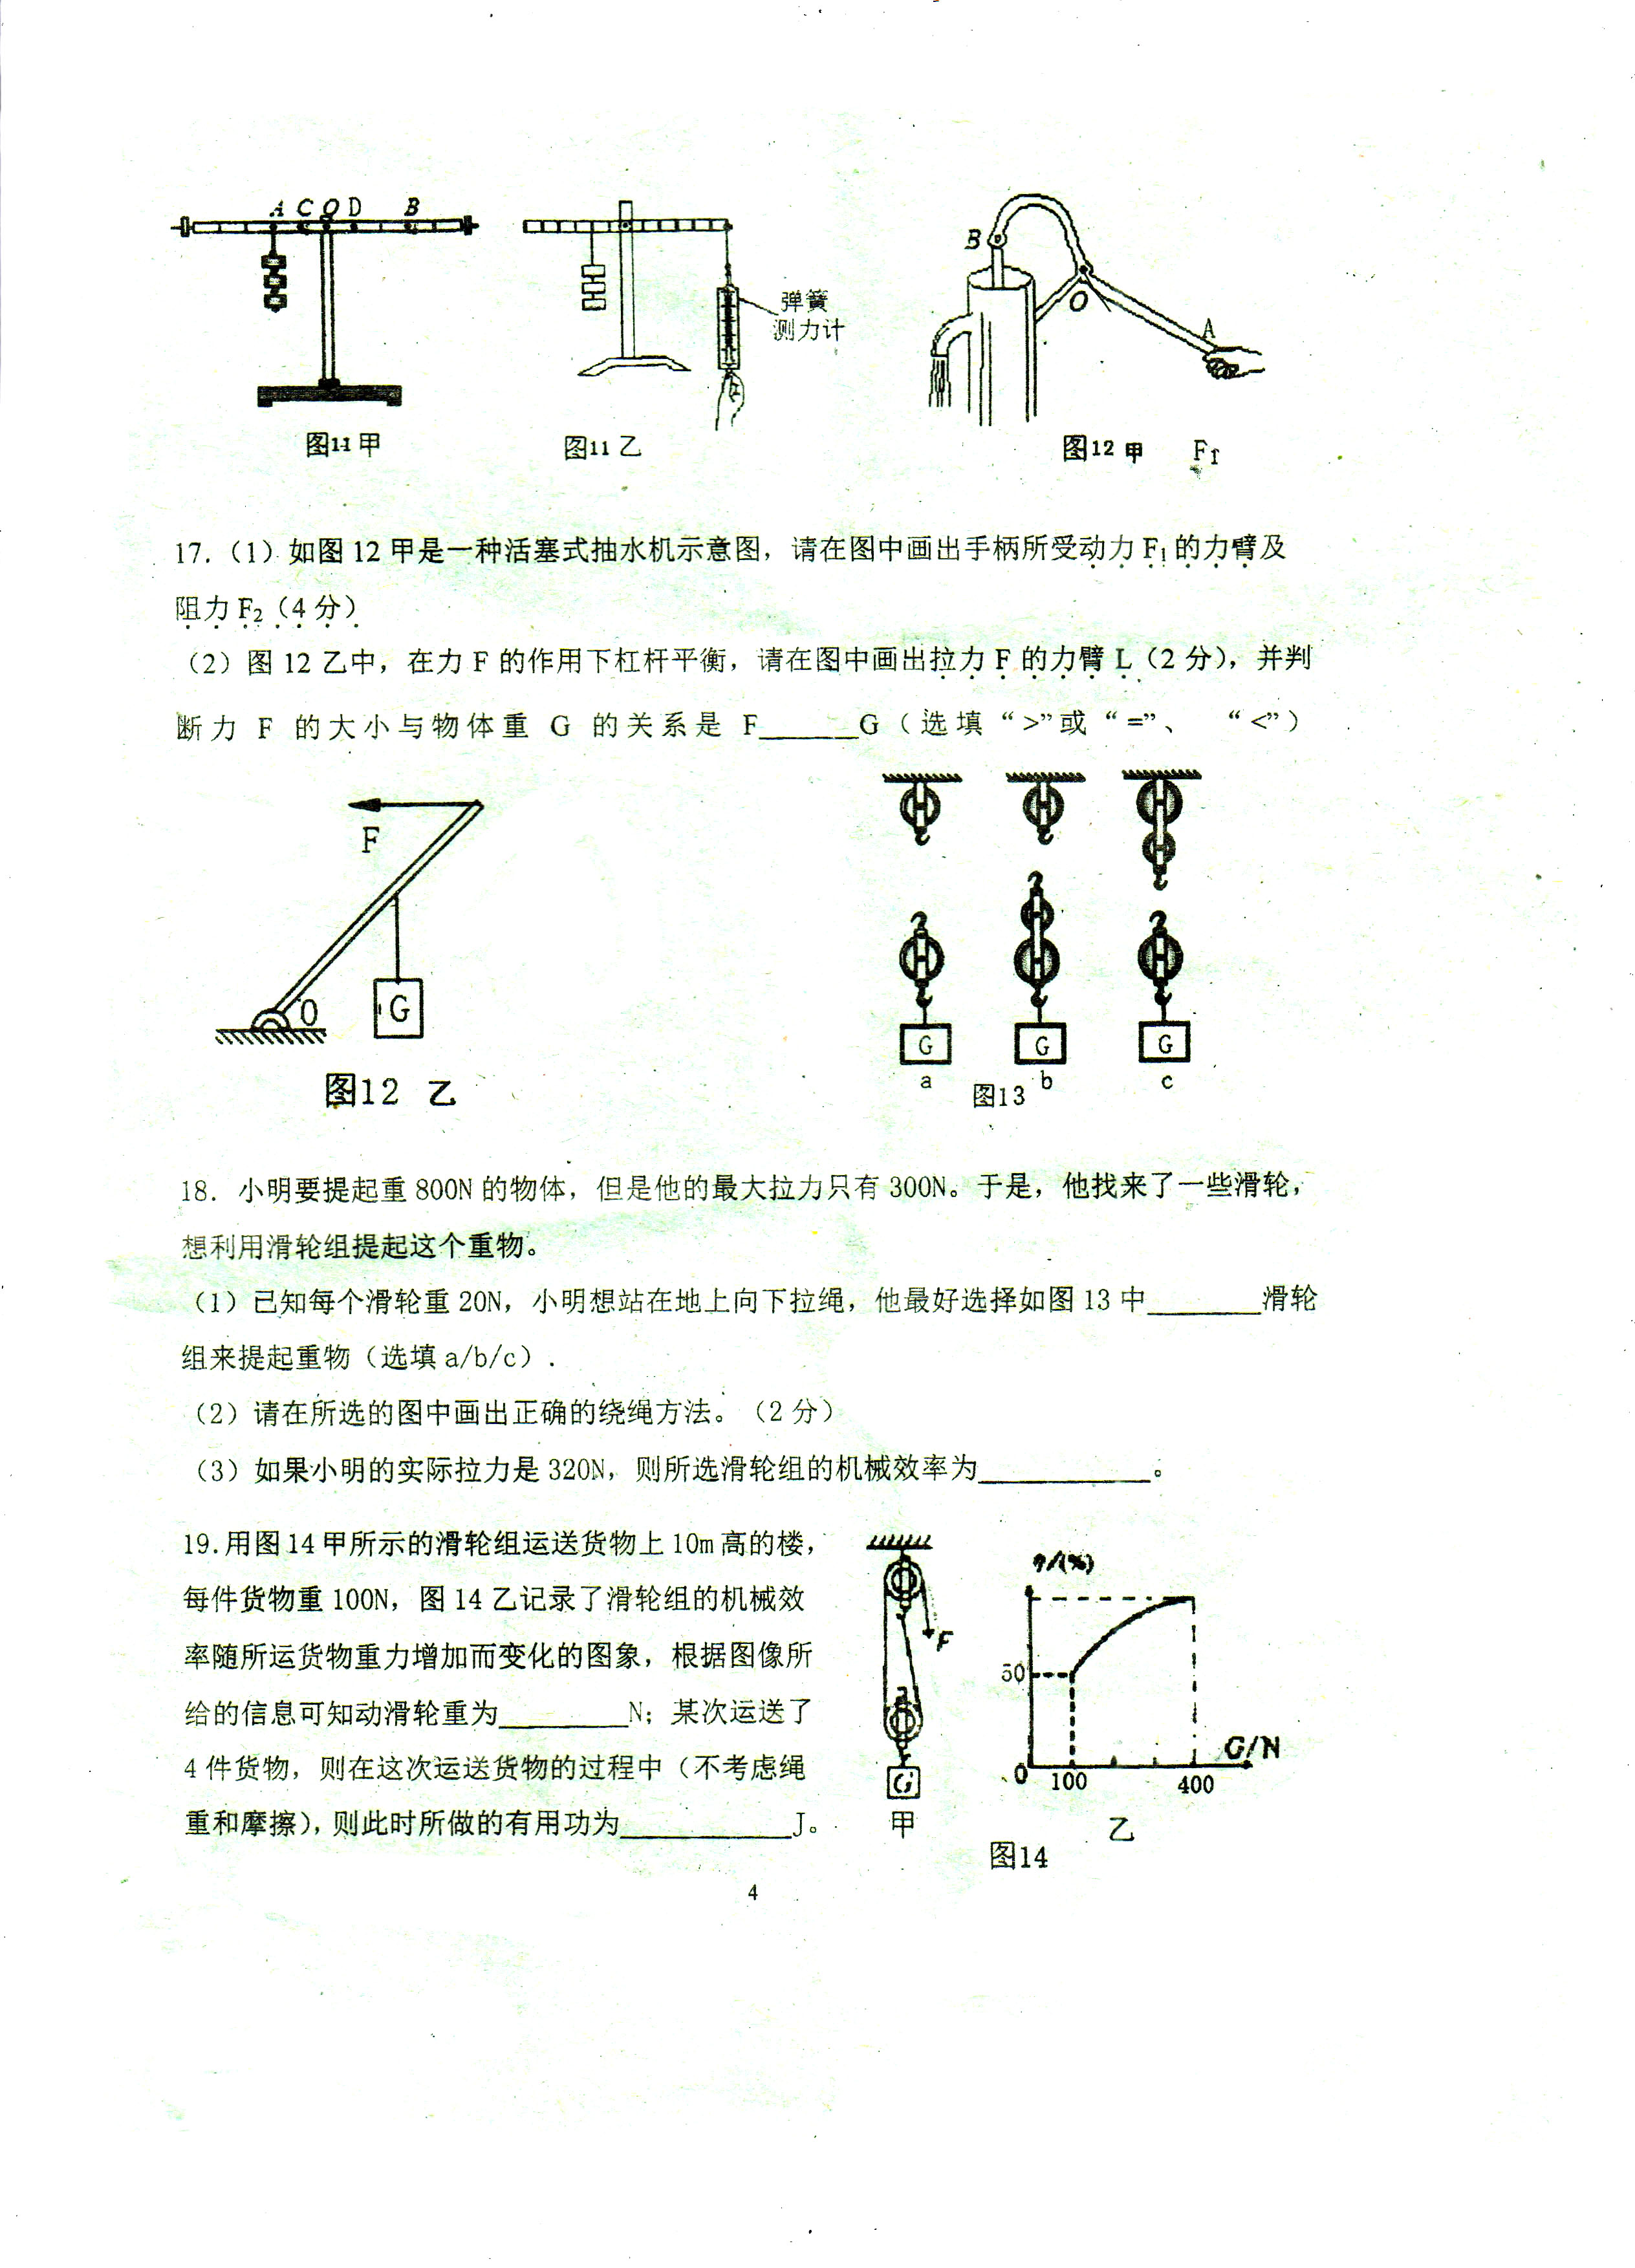 A C O D B
弹簧
测力计
图11 甲
图11 乙
B
O
A
图12 甲 F1
17.（1）如图 12 甲是一种活塞式抽水机示意图，请在图中画出手柄所受动力 F1 的力臂及
阻力 F2（4 分）
（2）图 12 乙中，在力 F 的作用下杠杆平衡，请在图中画出拉力 F 的力臂 L（2 分），并判
断力 F 的大小与物体重 G 的关系是 F______G（选填“>”或“=”、 “<”）
F
O
G
图12 乙
G G G
a b c
图13
18. 小明要提起重 800N 的物体，但是他的最大拉力只有 300N。于是，他找来了一些滑轮，
想利用滑轮组提起这个重物。
（1）已知每个滑轮重 20N，小明想站在地上向下拉绳，他最好选择如图 13 中________滑轮
组来提起重物（选填 a/b/c）.
（2）请在所选的图中画出正确的绕绳方法。（2 分）
（3）如果小明的实际拉力是 320N，则所选滑轮组的机械效率为____________。
19.用图 14 甲所示的滑轮组运送货物上 10m 高的楼，
每件货物重 100N，图 14 乙记录了滑轮组的机械效
率随所运货物重力增加而变化的图象，根据图像所
给的信息可知动滑轮重为_________N；某次运送了
4 件货物，则在这次运送货物的过程中（不考虑绳
重和摩擦），则此时所做的有用功为____________J。
F
G
甲
η/(%)
50
0 100 400
G/N
乙
图14
4